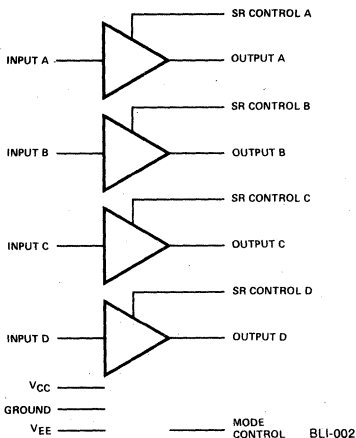 SR CONTROL A
INPUT A
OUTPUT A
SR CONTROL B
INPUT B
OUTPUT B
SR CONTROL C
INPUT C
OUTPUT C
SR CONTROL D
INPUT D
OUTPUT D
VCC
GROUND
VEE
MODE
CONTROL
BLI-002